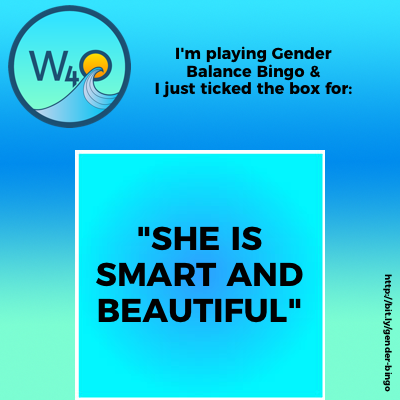 W4O
I'm playing Gender
Balance Bingo &
I just ticked the box for:
"SHE IS
SMART AND
BEAUTIFUL"
http://bit.ly/gender-bingo